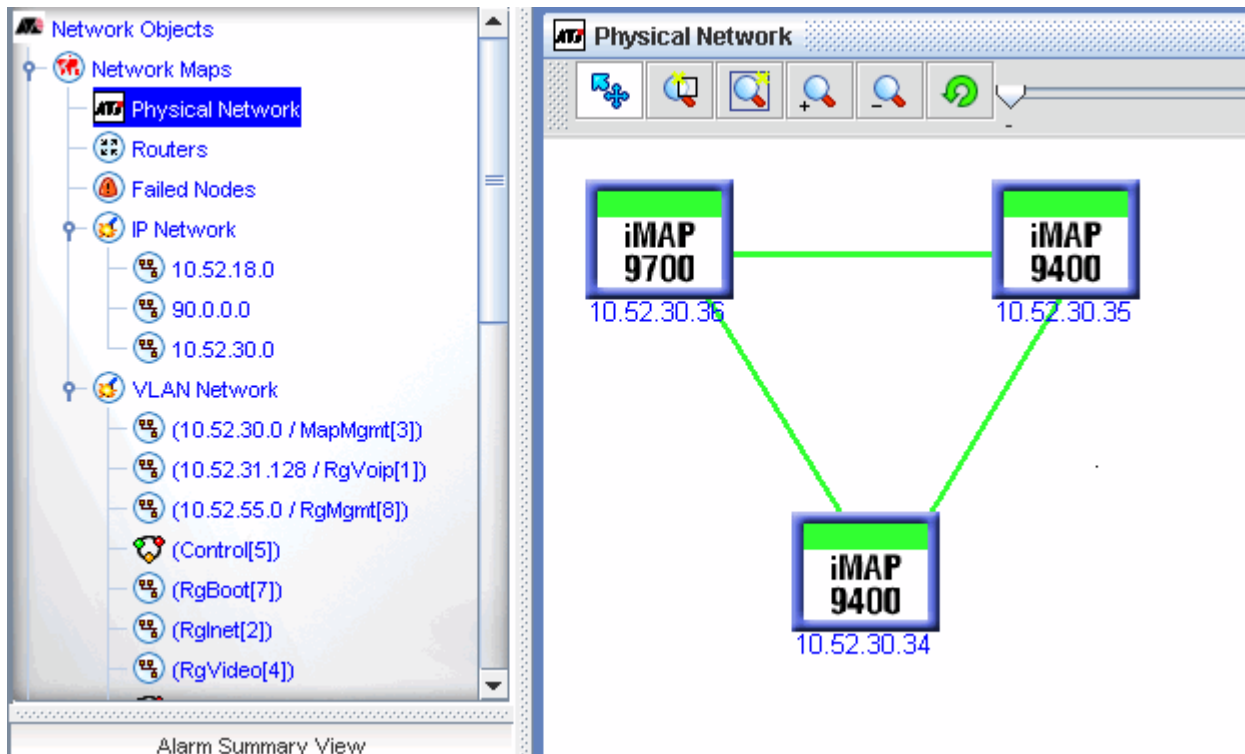 Network Objects
Network Maps
Physical Network
Routers
Failed Nodes
IP Network
10.52.18.0
90.0.0.0
10.52.30.0
VLAN Network
(10.52.30.0 / MapMgmt[3])
(10.52.31.128 / RgVoip[1])
(10.52.55.0 / RgMgmt[8])
(Control[5])
(RgBoot[7])
(RgInet[2])
(RgVideo[4])
Alarm Summary View
Physical Network
iMAP
9700
10.52.30.36
iMAP
9400
10.52.30.35
iMAP
9400
10.52.30.34